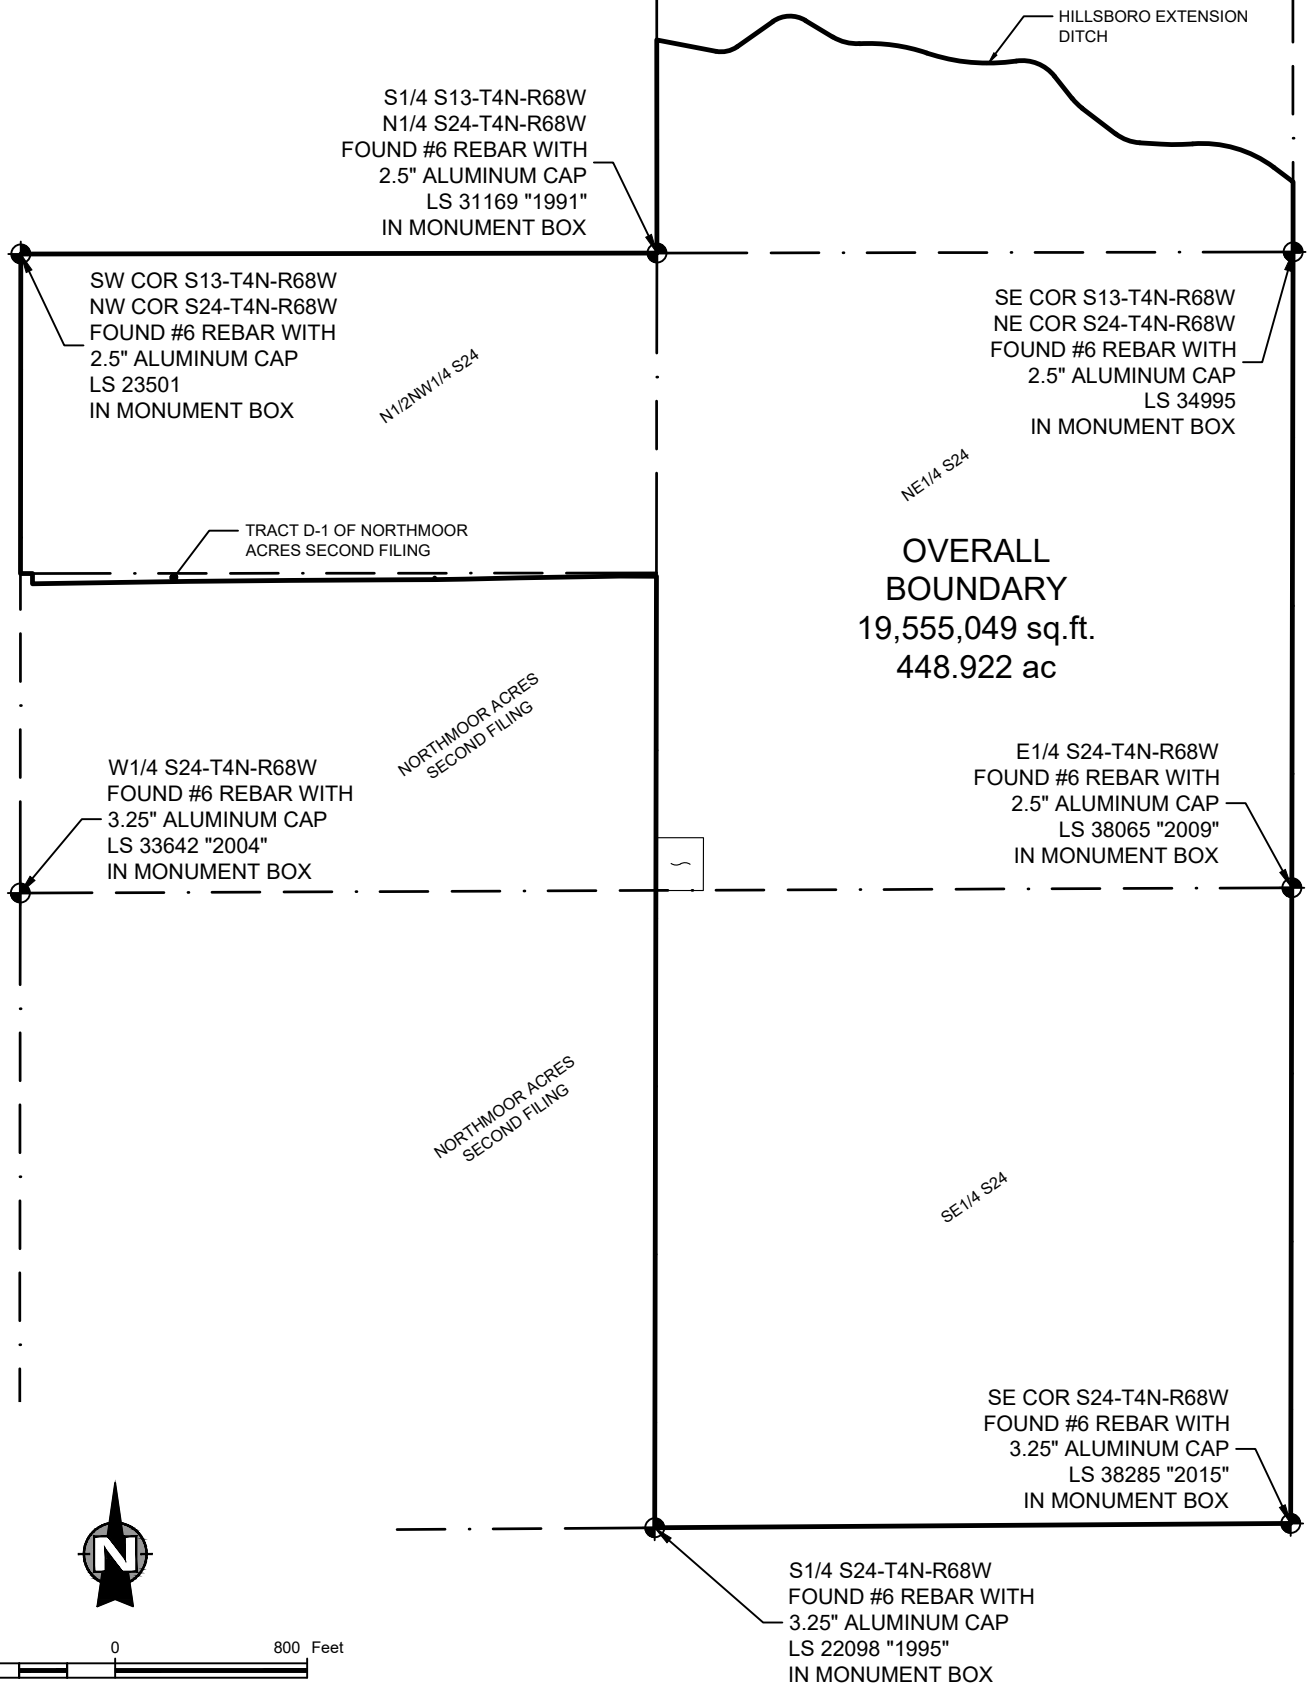 HILLSBORO EXTENSION
DITCH
S1/4 S13-T4N-R68W
N1/4 S24-T4N-R68W
FOUND #6 REBAR WITH
2.5" ALUMINUM CAP
LS 31169 "1991"
IN MONUMENT BOX
SW COR S13-T4N-R68W
NW COR S24-T4N-R68W
FOUND #6 REBAR WITH
2.5" ALUMINUM CAP
LS 23501
IN MONUMENT BOX
SE COR S13-T4N-R68W
NE COR S24-T4N-R68W
FOUND #6 REBAR WITH
2.5" ALUMINUM CAP
LS 34995
IN MONUMENT BOX
N1/2NW1/4 S24
NE1/4 S24
TRACT D-1 OF NORTHMOOR
ACRES SECOND FILING
OVERALL
BOUNDARY
19,555,049 sq.ft.
448.922 ac
NORTHMOOR ACRES
SECOND FILING
W1/4 S24-T4N-R68W
FOUND #6 REBAR WITH
3.25" ALUMINUM CAP
LS 33642 "2004"
IN MONUMENT BOX
E1/4 S24-T4N-R68W
FOUND #6 REBAR WITH
2.5" ALUMINUM CAP
LS 38065 "2009"
IN MONUMENT BOX
NORTHMOOR ACRES
SECOND FILING
SE1/4 S24
SE COR S24-T4N-R68W
FOUND #6 REBAR WITH
3.25" ALUMINUM CAP
LS 38285 "2015"
IN MONUMENT BOX
N
S1/4 S24-T4N-R68W
FOUND #6 REBAR WITH
3.25" ALUMINUM CAP
LS 22098 "1995"
IN MONUMENT BOX
0 800 Feet